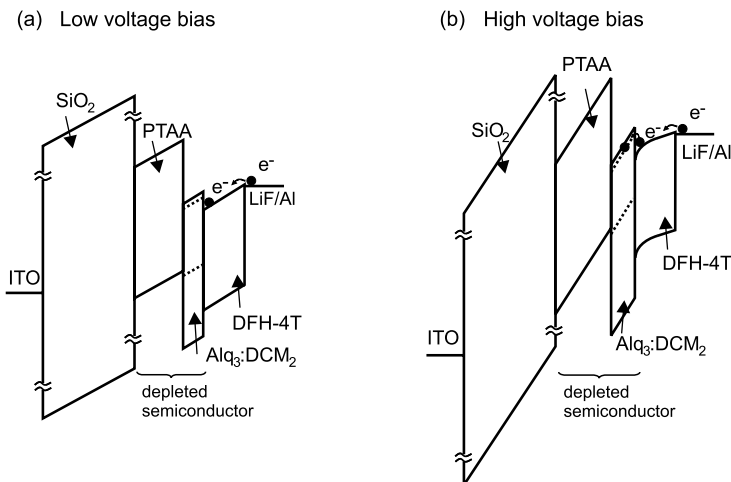 (a) Low voltage bias
SiO₂
PTAA
e⁻
e⁻
LiF/Al
ITO
DFH-4T
Alq₃:DCM₂
depleted
semiconductor
(b) High voltage bias
PTAA
SiO₂
e⁻
e⁻
LiF/Al
DFH-4T
ITO
Alq₃:DCM₂
depleted
semiconductor